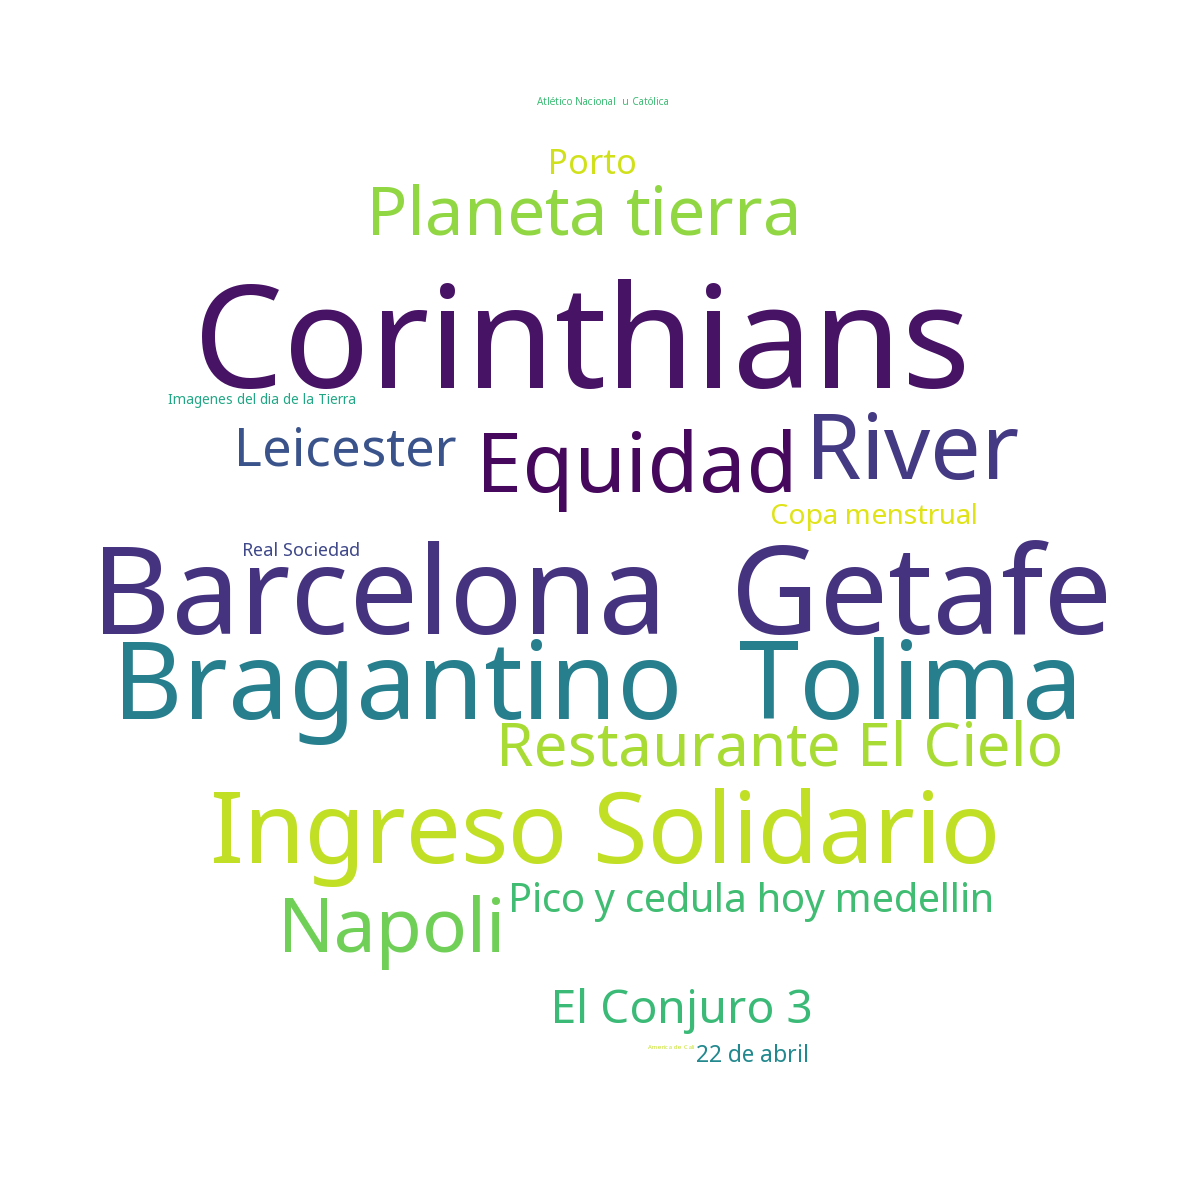 Atlético Nacional  u Católica
Porto
Planeta tierra
Corinthians
Imagenes del dia de la Tierra
Leicester
Equidad
River
Copa menstrual
Real Sociedad
Barcelona  Getafe
Bragantino  Tolima
Restaurante El Cielo
Ingreso Solidario
Pico y cedula hoy medellin
Napoli
El Conjuro 3
America de Cali
22 de abril